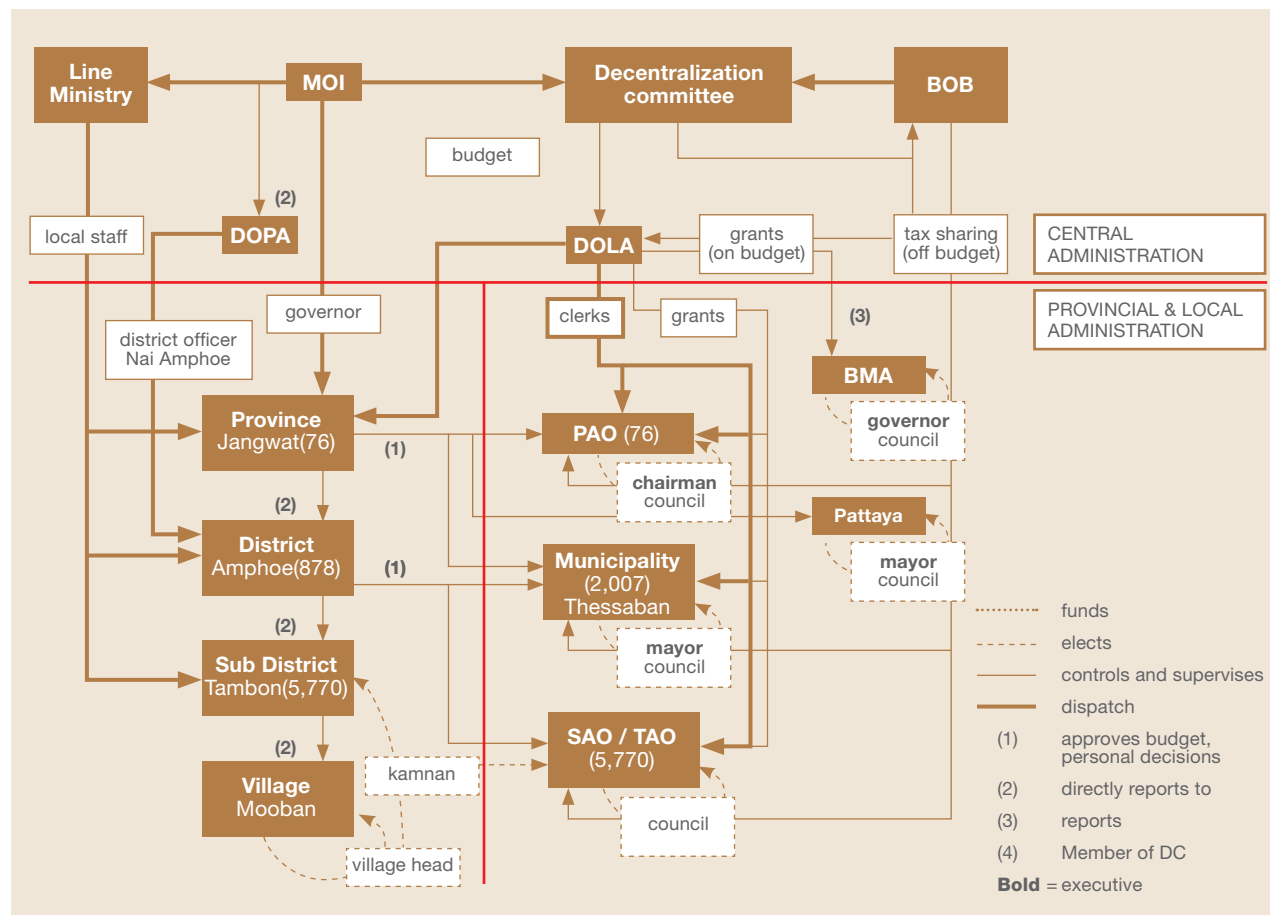 Line
Ministry
MOI
Decentralization
committee
BOB
budget
(2)
local staff
DOPA
DOLA
grants
(on budget)
tax sharing
(off budget)
CENTRAL
ADMINISTRATION
district officer
Nai Amphoe
governor
clerks
grants
(3)
PROVINCIAL & LOCAL
ADMINISTRATION
BMA
governor
council
Province
Jangwat(76)
(1)
PAO (76)
chairman
council
(2)
Pattaya
mayor
council
District
Amphoe(878)
(1)
Municipality
(2,007)
Thessaban
mayor
council
(2)
Sub District
Tambon(5,770)
(2)
SAO / TAO
(5,770)
council
kamnan
Village
Mooban
village head
funds
elects
controls and supervises
dispatch
(1) approves budget,
personal decisions
(2) directly reports to
(3) reports
(4) Member of DC
Bold = executive